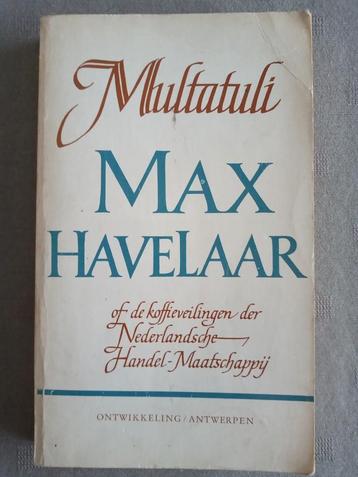 Multatuli
MAX
HAVELAAR
of de koffieveilingen der
Nederlandsche
Handel-Maatschappij
ONTWIKKELING/ANTWERPEN